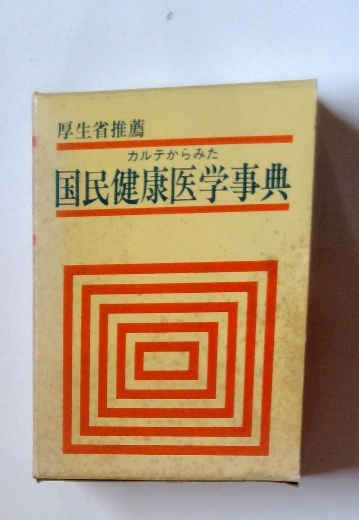 厚生省推薦
カルテからみた
国民健康医学事典